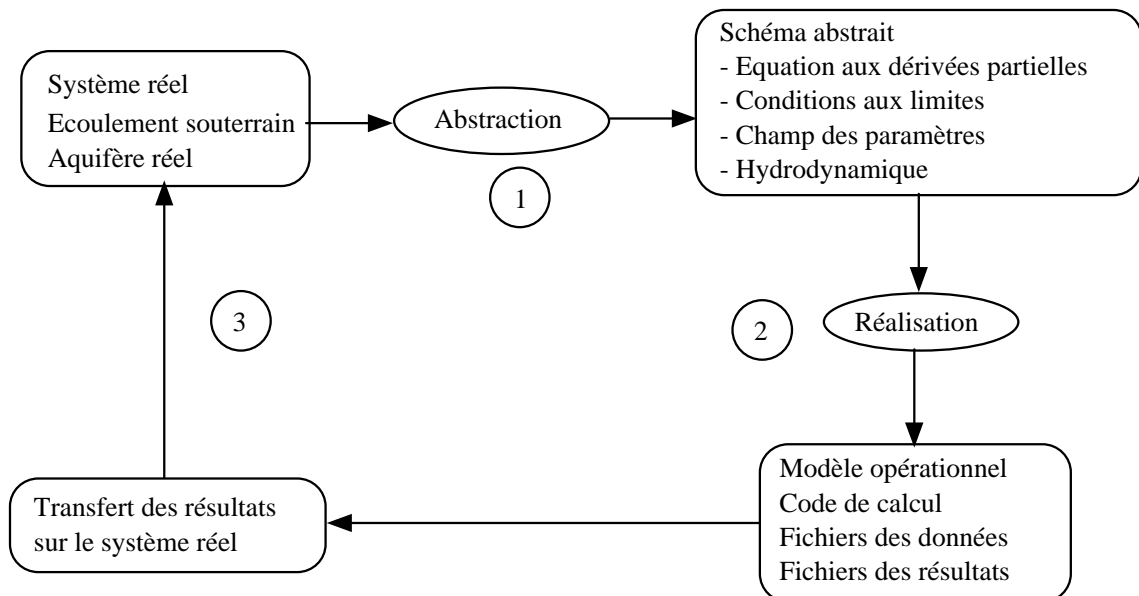 Système réel
Ecoulement souterrain
Aquifère réel
Abstraction
1
Schéma abstrait
- Equation aux dérivées partielles
- Conditions aux limites
- Champ des paramètres
- Hydrodynamique
2
Réalisation
Modèle opérationnel
Code de calcul
Fichiers des données
Fichiers des résultats
Transfert des résultats
sur le système réel
3